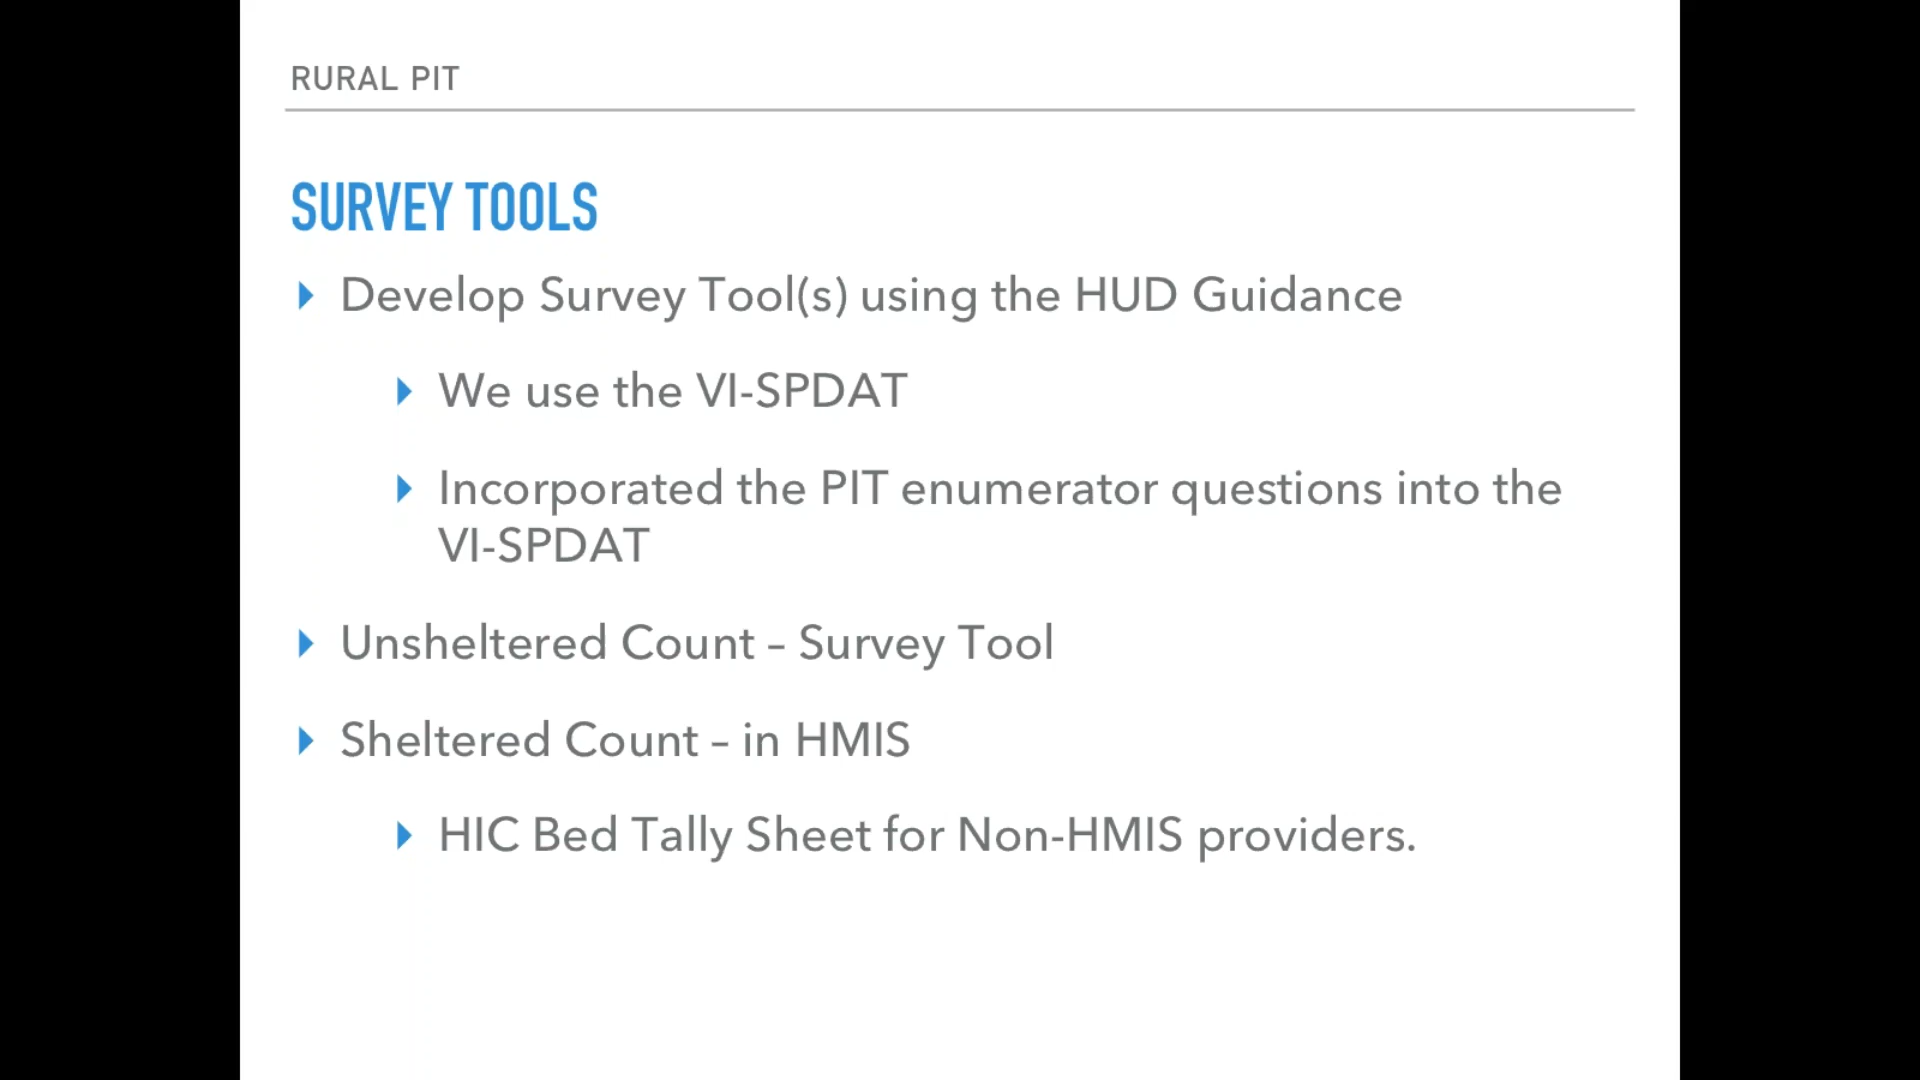 RURAL PIT
SURVEY TOOLS
Develop Survey Tool(s) using the HUD Guidance
We use the VI-SPDAT
Incorporated the PIT enumerator questions into the
VI-SPDAT
Unsheltered Count – Survey Tool
Sheltered Count – in HMIS
HIC Bed Tally Sheet for Non-HMIS providers.